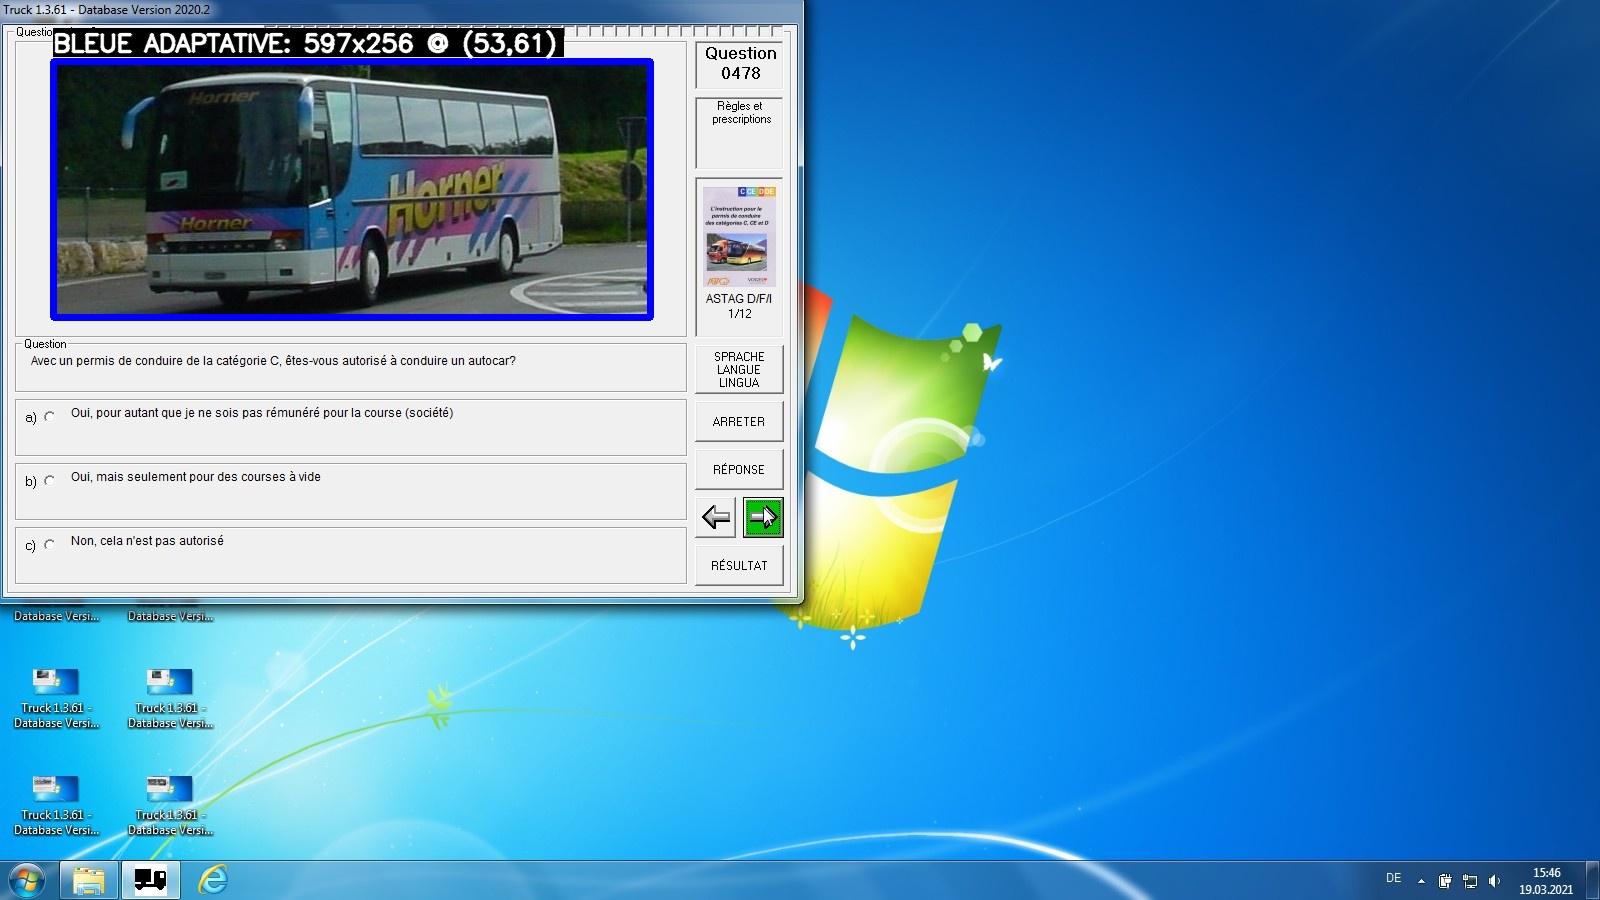 Truck 1.3.61 - Database Version 2020.2
BLEUE ADAPTATIVE: 597x256 @ (53,61)
Horner
Horner
Horner
Question
0478
Règles et
prescriptions
C CE D DE
L'instruction pour le
permis de conduire
des catégories C, CE et D
ASTAG D/F/I
1/12
Question
Avec un permis de conduire de la catégorie C, êtes-vous autorisé à conduire un autocar?
a) Oui, pour autant que je ne sois pas rémunéré pour la course (société)
b) Oui, mais seulement pour des courses à vide
c) Non, cela n'est pas autorisé
SPRACHE
LANGUE
LINGUA
ARRETER
RÉPONSE
RÉSULTAT
Database Versi...
Database Versi...
Truck 1.3.61 -
Database Versi...
Truck 1.3.61 -
Database Versi...
Truck 1.3.61 -
Database Versi...
Truck 1.3.61 -
Database Versi...
DE
15:46
19.03.2021